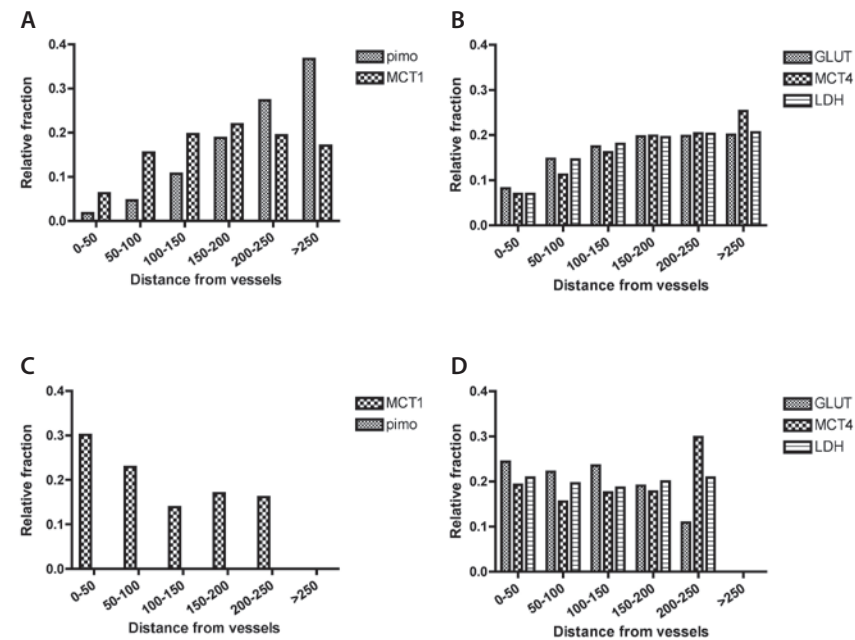 A
0.4
0.3
0.2
0.1
0.0
Relative fraction
0-50
50-100
100-150
150-200
200-250
>250
Distance from vessels
pimo
MCT1
B
0.4
0.3
0.2
0.1
0.0
Relative fraction
0-50
50-100
100-150
150-200
200-250
>250
Distance from vessels
GLUT
MCT4
LDH
C
0.4
0.3
0.2
0.1
0.0
Relative fraction
0-50
50-100
100-150
150-200
200-250
>250
Distance from vessels
MCT1
pimo
D
0.4
0.3
0.2
0.1
0.0
Relative fraction
0-50
50-100
100-150
150-200
200-250
>250
Distance from vessels
GLUT
MCT4
LDH